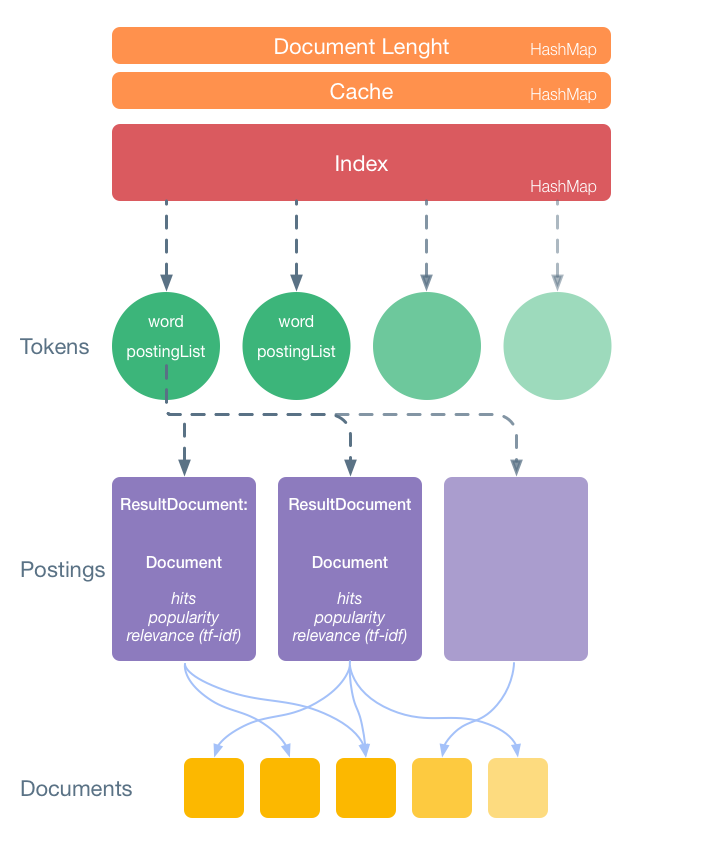 Document Lenght
HashMap
Cache
HashMap
Index
HashMap
Tokens
word
postingList
word
postingList
Postings
ResultDocument:
Document
hits
popularity
relevance (tf-idf)
ResultDocument
Document
hits
popularity
relevance (tf-idf)
Documents